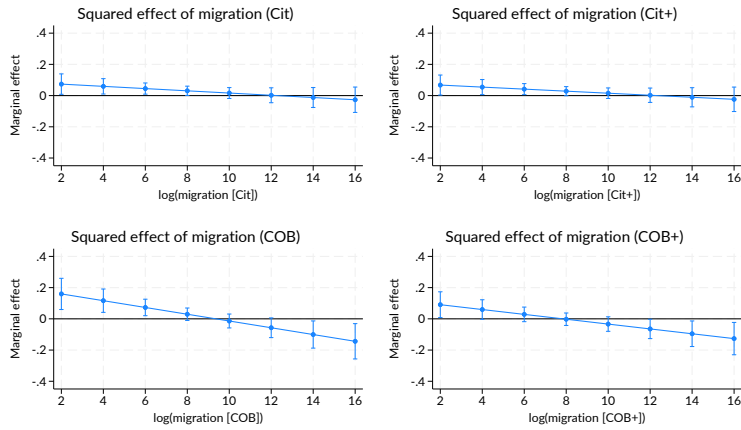 Squared effect of migration (Cit)
Marginal effect
.4
.2
0
-.2
-.4
2 4 6 8 10 12 14 16
log(migration [Cit])
Squared effect of migration (Cit+)
Marginal effect
.4
.2
0
-.2
-.4
2 4 6 8 10 12 14 16
log(migration [Cit+])
Squared effect of migration (COB)
Marginal effect
.4
.2
0
-.2
-.4
2 4 6 8 10 12 14 16
log(migration [COB])
Squared effect of migration (COB+)
Marginal effect
.4
.2
0
-.2
-.4
2 4 6 8 10 12 14 16
log(migration [COB+])